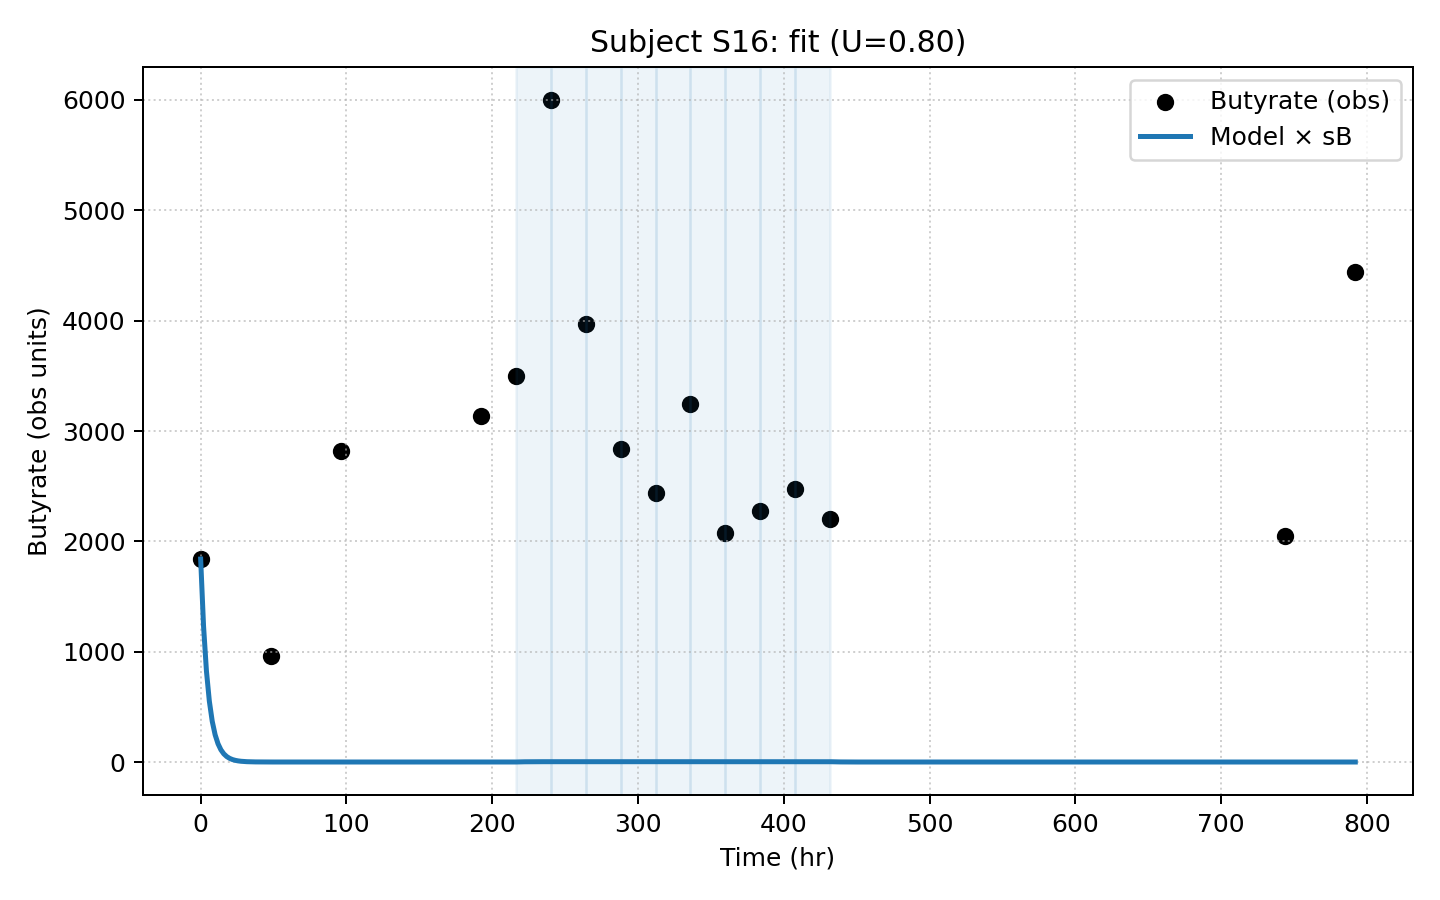 Subject S16: fit (U=0.80)
Butyrate (obs)
Model × sB
Butyrate (obs units)
6000
5000
4000
3000
2000
1000
0
0 100 200 300 400 500 600 700 800
Time (hr)